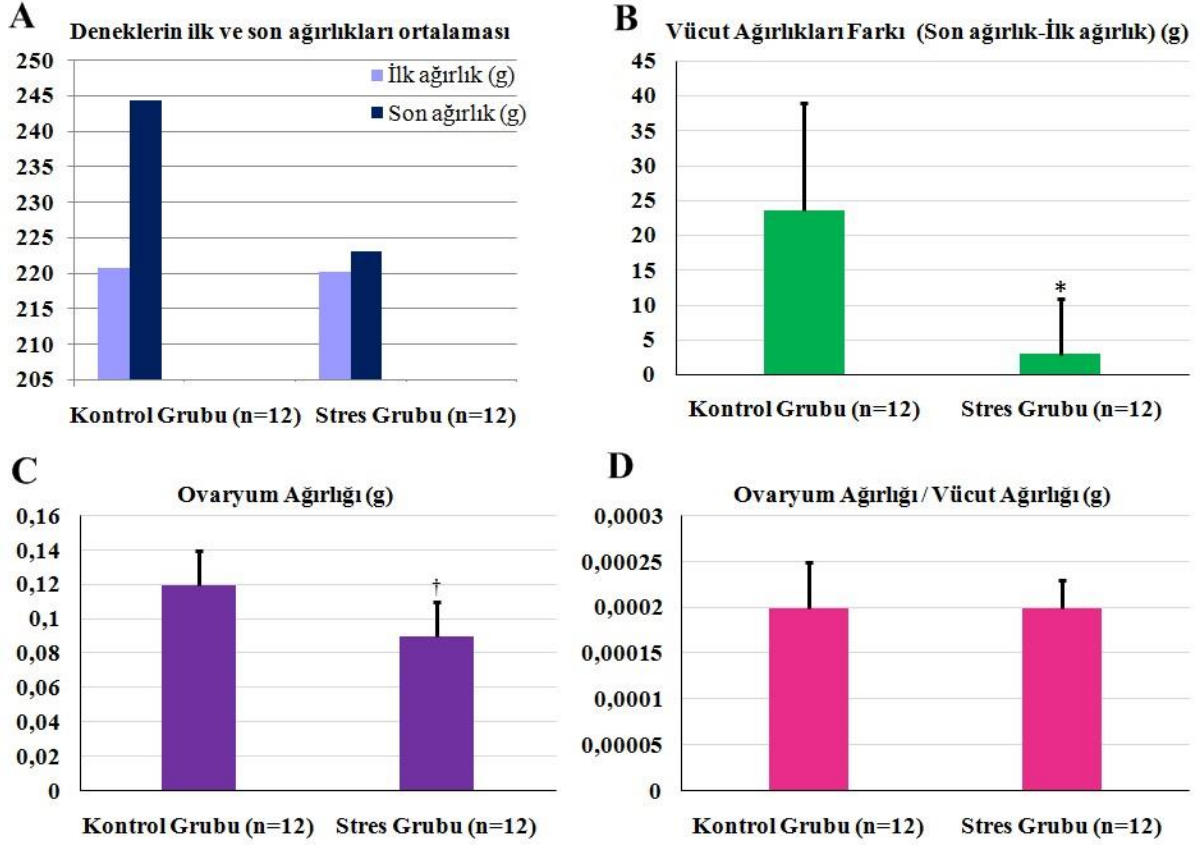 A
Deneklerin ilk ve son ağırlıkları ortalaması
250
245
240
235
230
225
220
215
210
205
İlk ağırlık (g)
Son ağırlık (g)
Kontrol Grubu (n=12) Stres Grubu (n=12)
B
Vücut Ağırlıkları Farkı (Son ağırlık-İlk ağırlık) (g)
45
40
35
30
25
20
15
10
5
0
*
Kontrol Grubu (n=12) Stres Grubu (n=12)
C
Ovaryum Ağırlığı (g)
0,16
0,14
0,12
0,1
0,08
0,06
0,04
0,02
0
†
Kontrol Grubu (n=12) Stres Grubu (n=12)
D
Ovaryum Ağırlığı / Vücut Ağırlığı (g)
0,0003
0,00025
0,0002
0,00015
0,0001
0,00005
0
Kontrol Grubu (n=12) Stres Grubu (n=12)